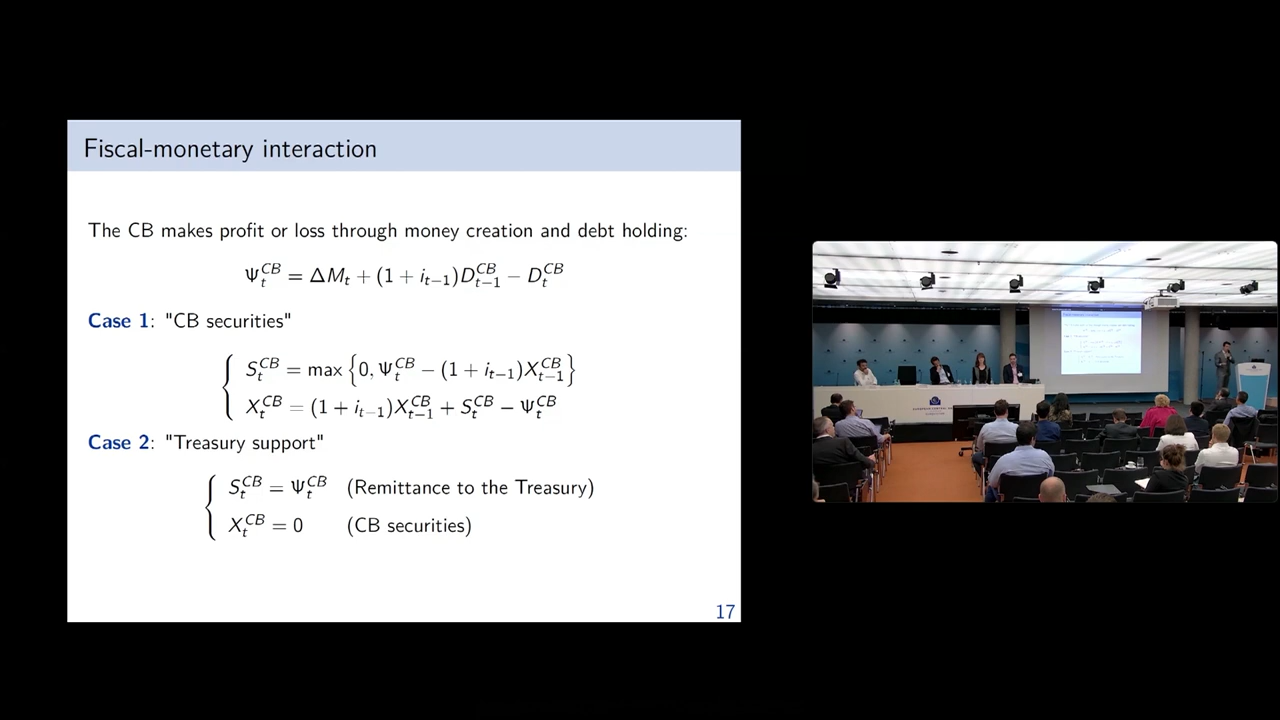 Fiscal-monetary interaction
The CB makes profit or loss through money creation and debt holding:
Ψ_t^{CB} = ΔM_t + (1 + i_{t−1})D_{t−1}^{CB} − D_t^{CB}
Case 1: "CB securities"
S_t^{CB} = max {0, Ψ_t^{CB} − (1 + i_{t−1})X_{t−1}^{CB}}
X_t^{CB} = (1 + i_{t−1})X_{t−1}^{CB} + S_t^{CB} − Ψ_t^{CB}
Case 2: "Treasury support"
S_t^{CB} = Ψ_t^{CB} (Remittance to the Treasury)
X_t^{CB} = 0 (CB securities)
17
Fiscal-monetary interaction